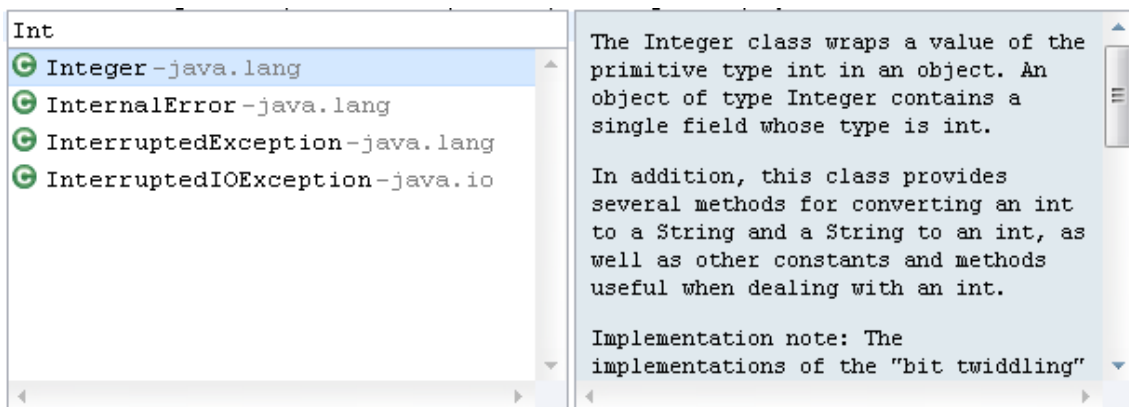 Int
Integer - java.lang
InternalError - java.lang
InterruptedException - java.lang
InterruptedIOException - java.io
The Integer class wraps a value of the
primitive type int in an object. An
object of type Integer contains a
single field whose type is int.
In addition, this class provides
several methods for converting an int
to a String and a String to an int, as
well as other constants and methods
useful when dealing with an int.
Implementation note: The
implementations of the "bit twiddling"